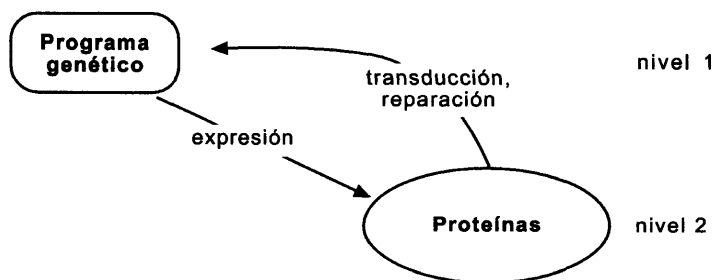 Programa
genético
nivel 1
transducción,
reparación
expresión
Proteínas
nivel 2